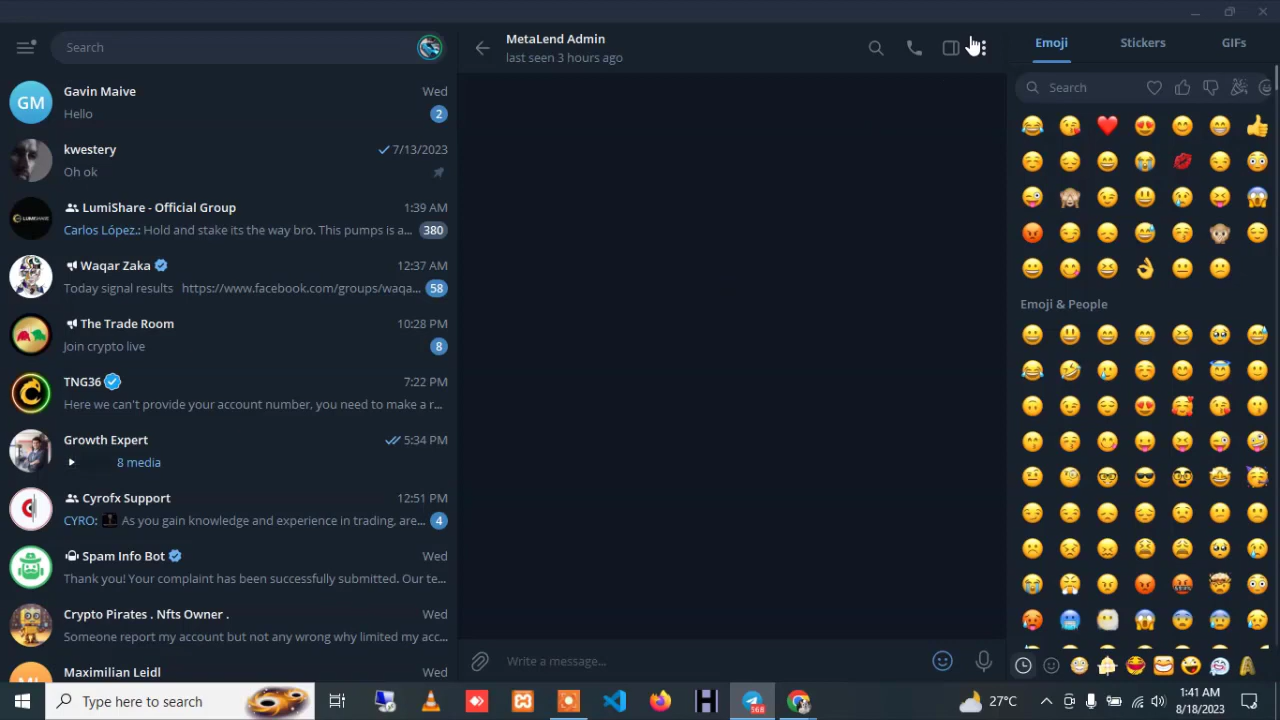 Search
GM
Gavin Maive
Wed
Hello
2
kwestery
7/13/2023
Oh ok
LUMISHARE
LumiShare - Official Group
1:39 AM
Carlos López.: Hold and stake its the way bro. This pumps is a...
380
Waqar Zaka
12:37 AM
Today signal results https://www.facebook.com/groups/waqa...
58
The Trade Room
10:28 PM
Join crypto live
8
TNG36
7:22 PM
Here we can't provide your account number, you need to make a r...
Growth Expert
5:34 PM
8 media
Cyrofx Support
12:51 PM
CYRO: As you gain knowledge and experience in trading, are...
4
Spam Info Bot
Wed
Thank you! Your complaint has been successfully submitted. Our te...
Crypto Pirates . Nfts Owner .
Wed
Someone report my account but not any wrong why limited my acc...
Maximilian Leidl
Wed
MetaLend Admin
last seen 3 hours ago
Write a message...
Emoji
Stickers
GIFs
Search
Emoji & People
Type here to search
568
27°C
1:41 AM
8/18/2023